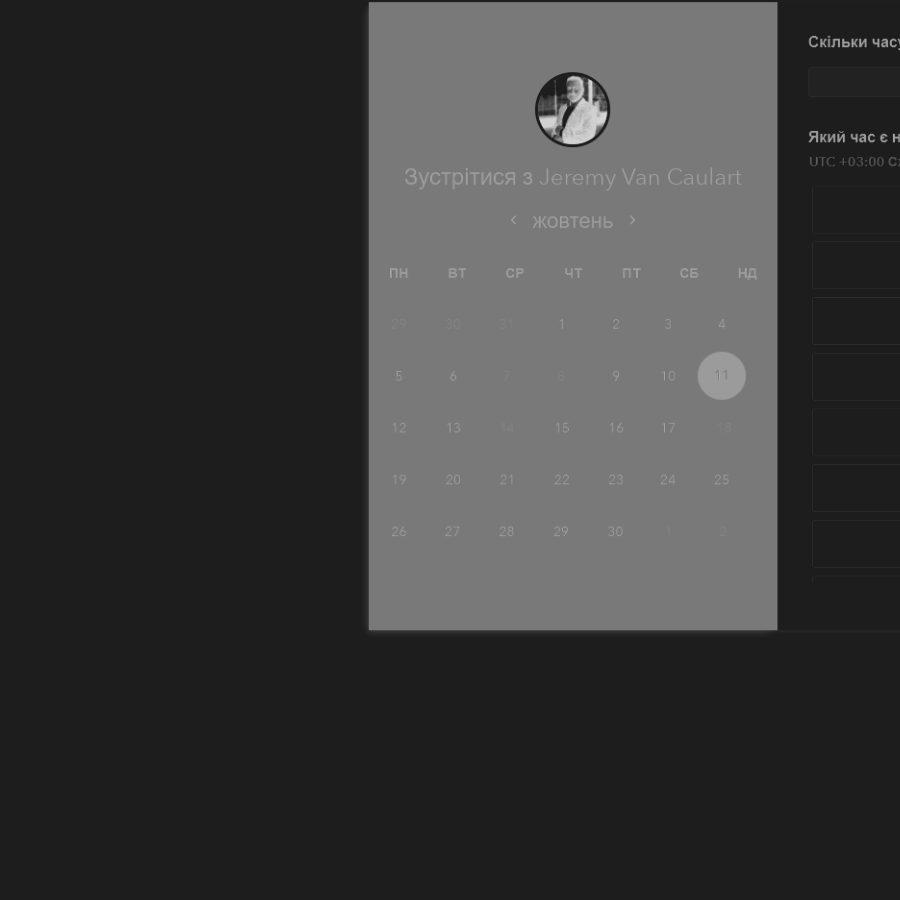 Зустрітися з Jeremy Van Caulart
жовтень
ПН ВТ СР ЧТ ПТ СБ НД
29 30 31 1 2 3 4
5 6 7 8 9 10 11
12 13 14 15 16 17 18
19 20 21 22 23 24 25
26 27 28 29 30 1 2
Скільки часу
Який час є
UTC +03:00